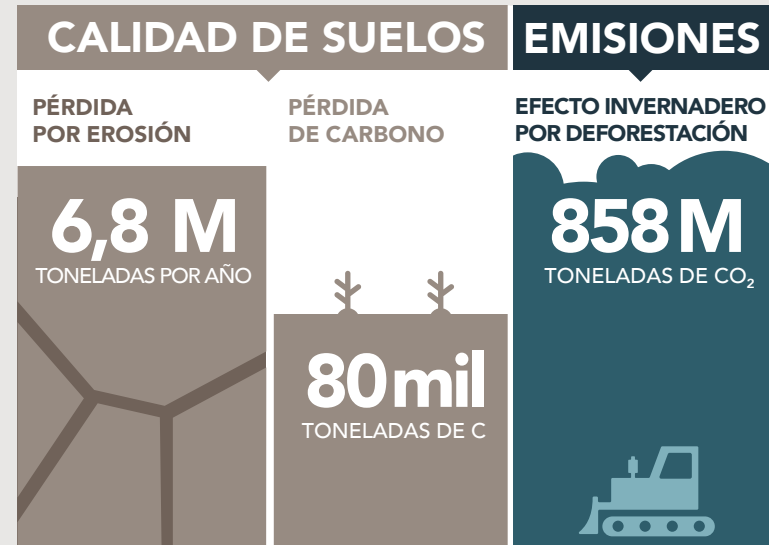 CALIDAD DE SUELOS
PÉRDIDA
POR EROSIÓN
6,8 M
TONELADAS POR AÑO
PÉRDIDA
DE CARBONO
80 mil
TONELADAS DE C
EMISIONES
EFECTO INVERNADERO
POR DEFORESTACIÓN
858 M
TONELADAS DE CO₂